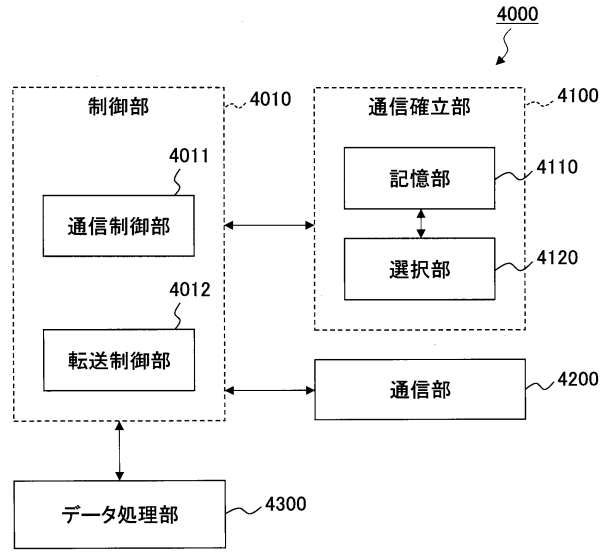 4000
制御部
4010
通信確立部
4100
4011
通信制御部
記憶部
4110
選択部
4120
4012
転送制御部
通信部
4200
データ処理部
4300